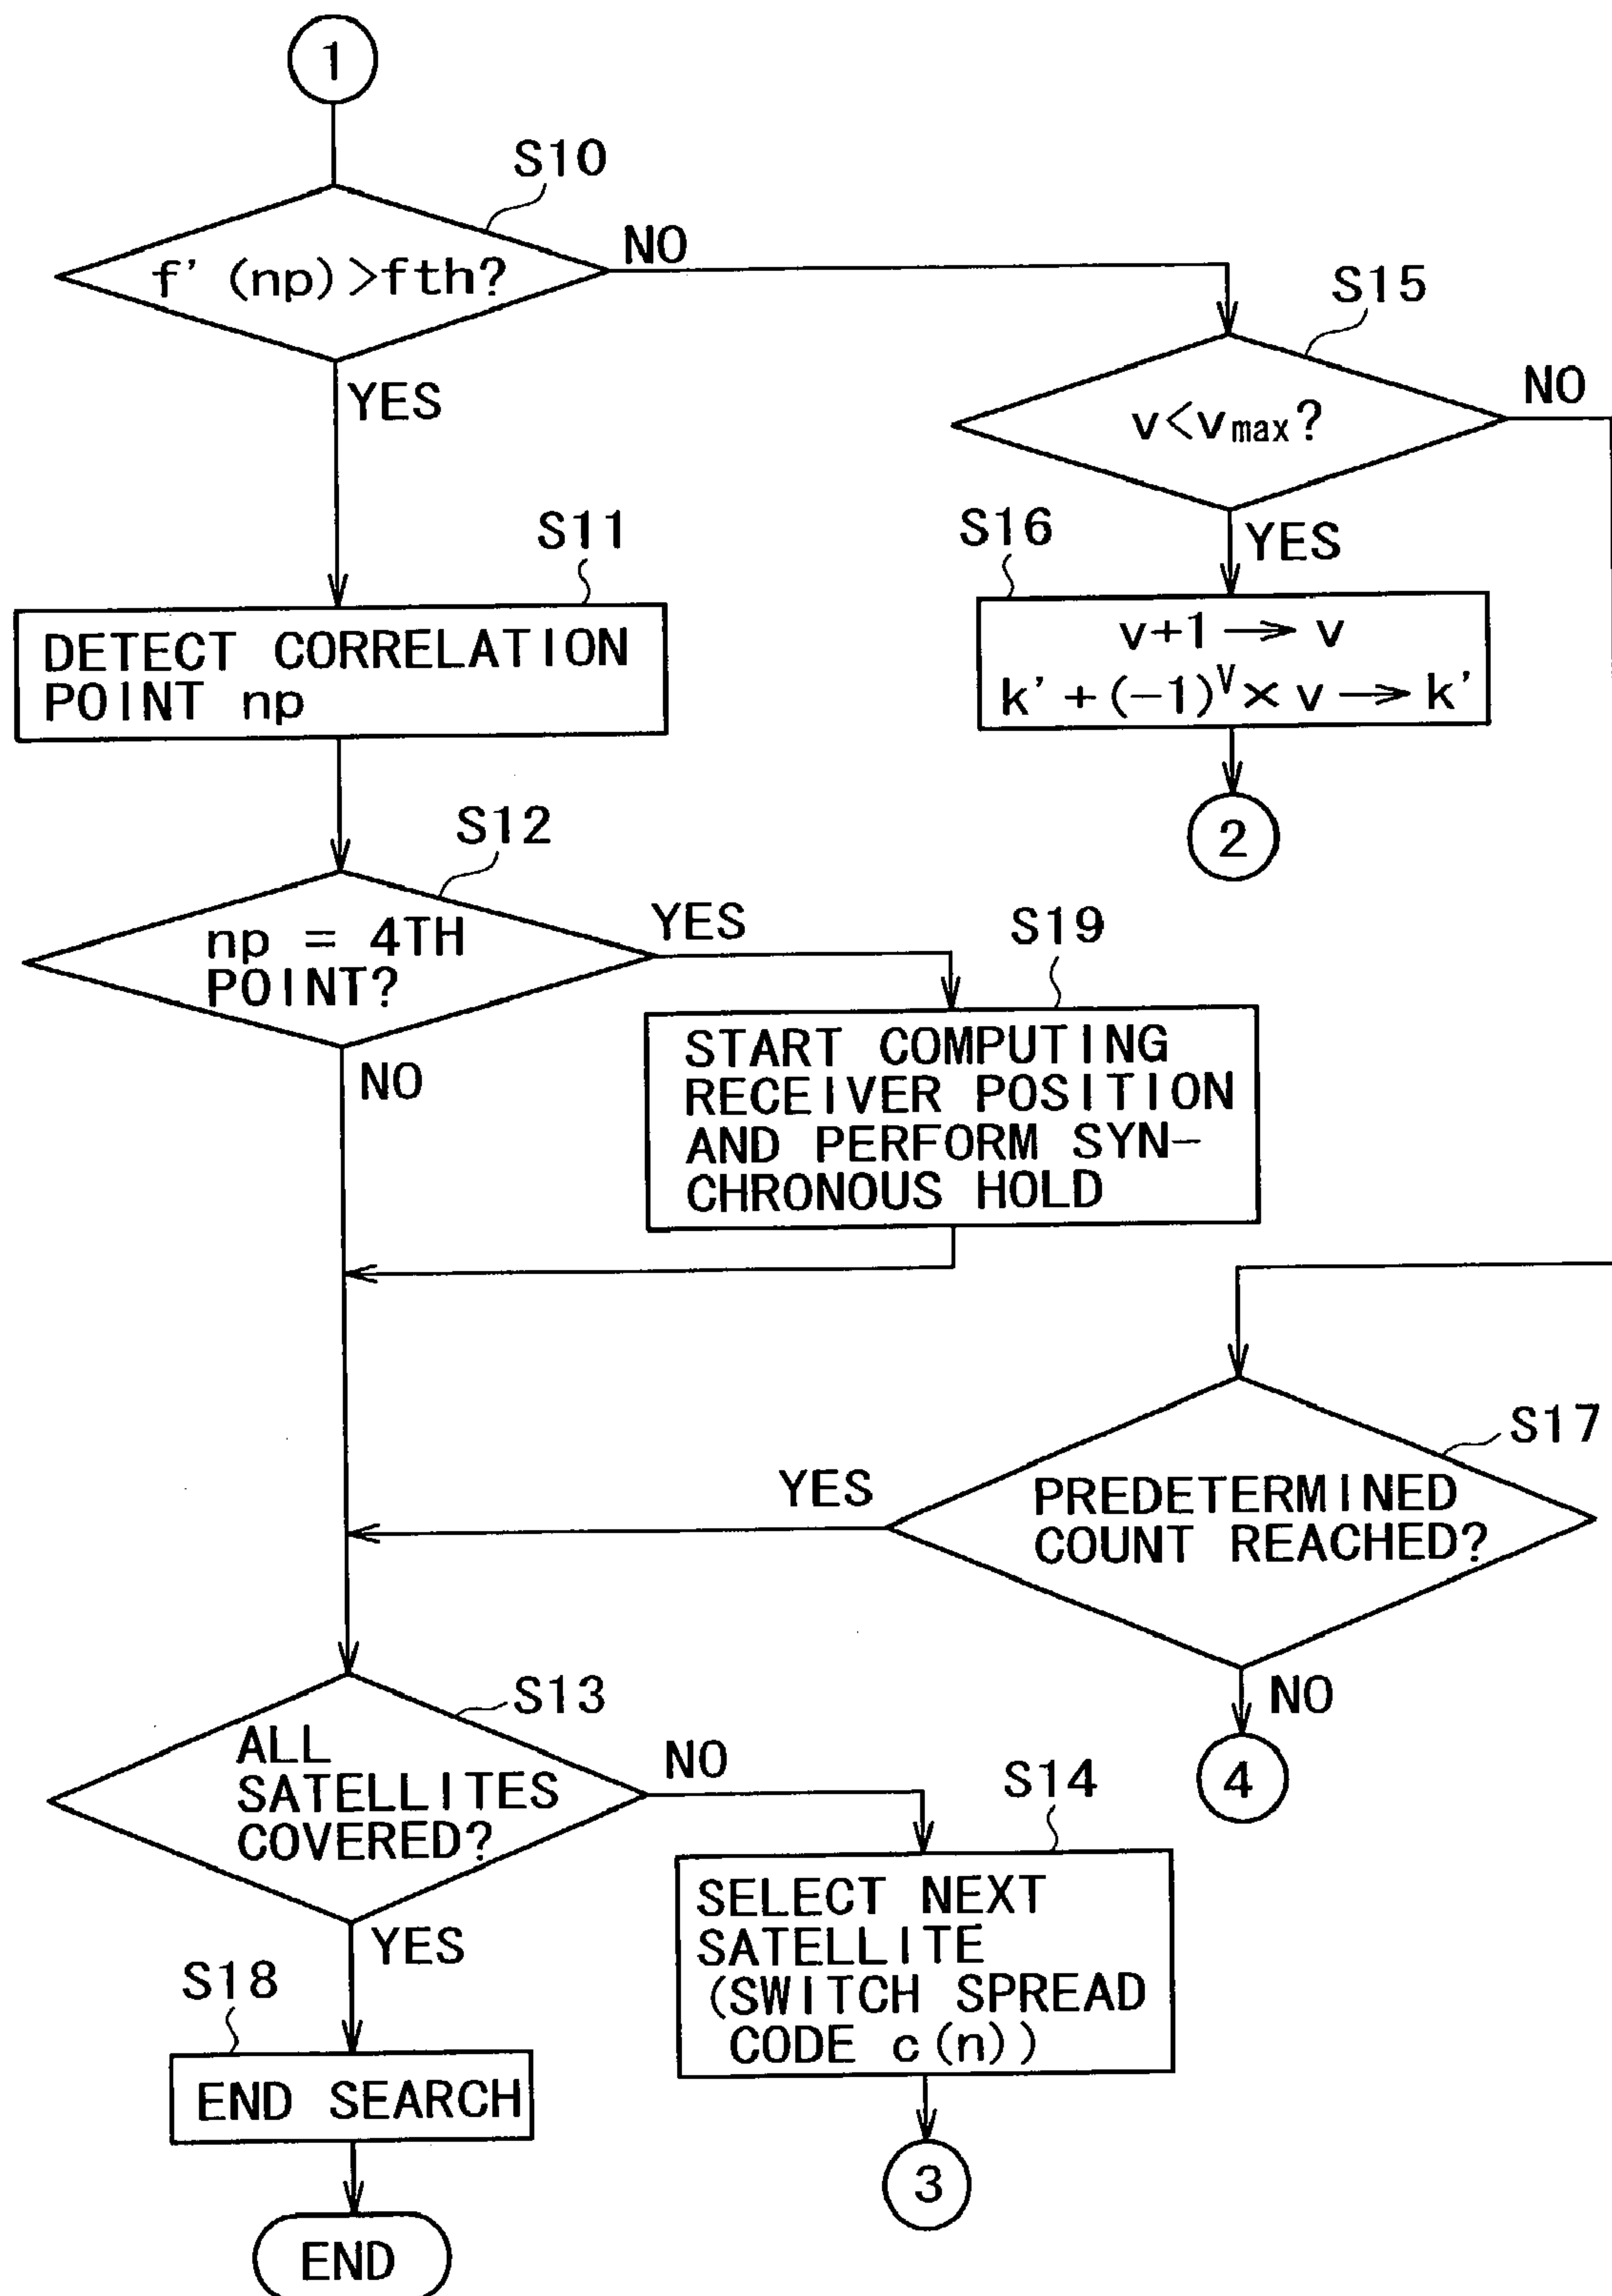 1
S10
f' (np) >fth?
NO
YES
S15
v<vmax?
NO
YES
S16
v+1 → v
k' + (−1)^V × v → k'
2
S11
DETECT CORRELATION
POINT np
S12
np = 4TH
POINT?
YES
NO
S19
START COMPUTING
RECEIVER POSITION
AND PERFORM SYN-
CHRONOUS HOLD
S17
PREDETERMINED
COUNT REACHED?
YES
NO
4
S13
ALL
SATELLITES
COVERED?
NO
YES
S14
SELECT NEXT
SATELLITE
(SWITCH SPREAD
CODE c (n))
3
S18
END SEARCH
END